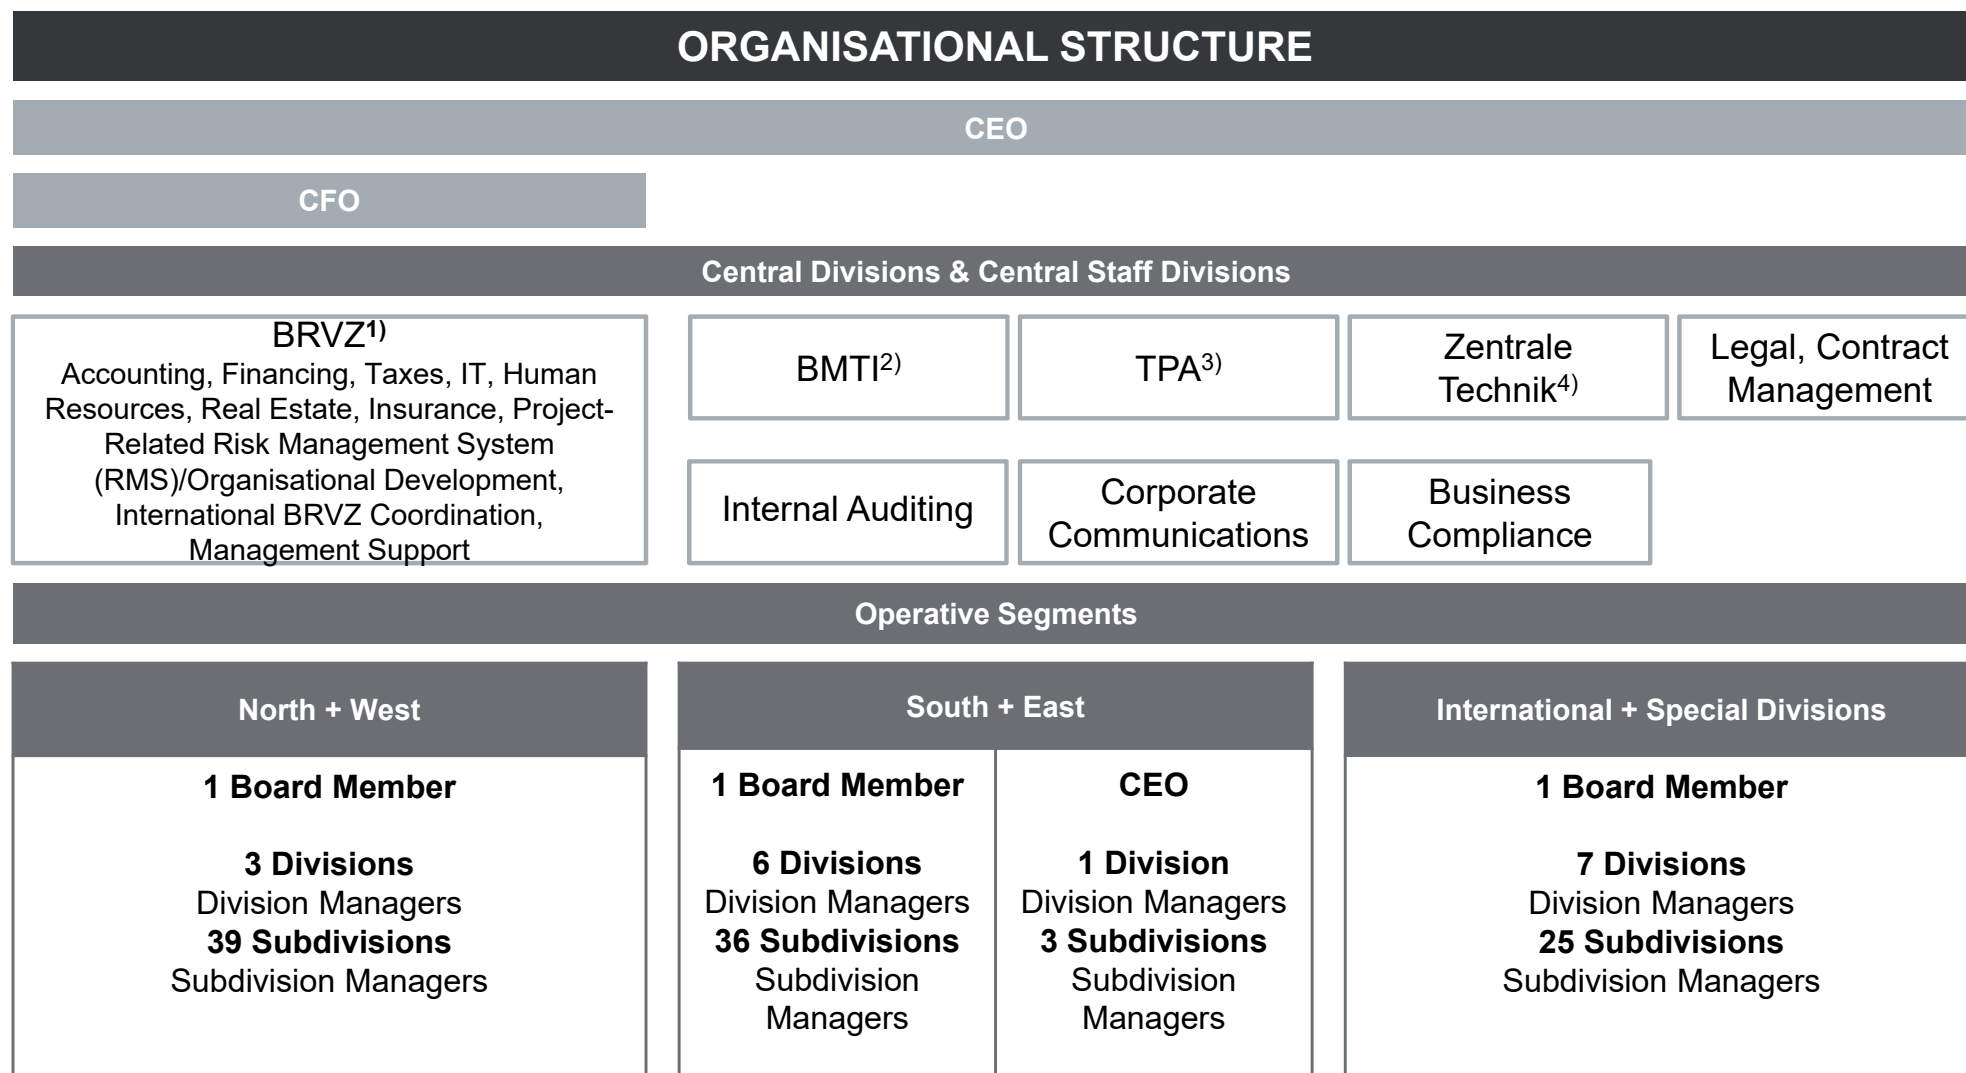 ORGANISATIONAL STRUCTURE
CEO
CFO
Central Divisions & Central Staff Divisions
BRVZ1)
Accounting, Financing, Taxes, IT, Human
Resources, Real Estate, Insurance, Project-
Related Risk Management System
(RMS)/Organisational Development,
International BRVZ Coordination,
Management Support
BMTI2)
TPA3)
Zentrale
Technik4)
Legal, Contract
Management
Internal Auditing
Corporate
Communications
Business
Compliance
Operative Segments
North + West
1 Board Member
3 Divisions
Division Managers
39 Subdivisions
Subdivision Managers
South + East
1 Board Member
6 Divisions
Division Managers
36 Subdivisions
Subdivision
Managers
CEO
1 Division
Division Managers
3 Subdivisions
Subdivision
Managers
International + Special Divisions
1 Board Member
7 Divisions
Division Managers
25 Subdivisions
Subdivision Managers